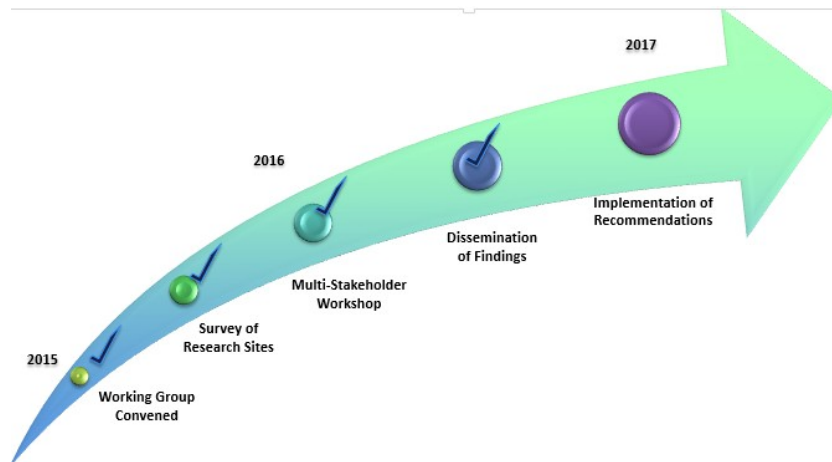 2015
Working Group
Convened
Survey of
Research Sites
2016
Multi-Stakeholder
Workshop
Dissemination
of Findings
2017
Implementation of
Recommendations